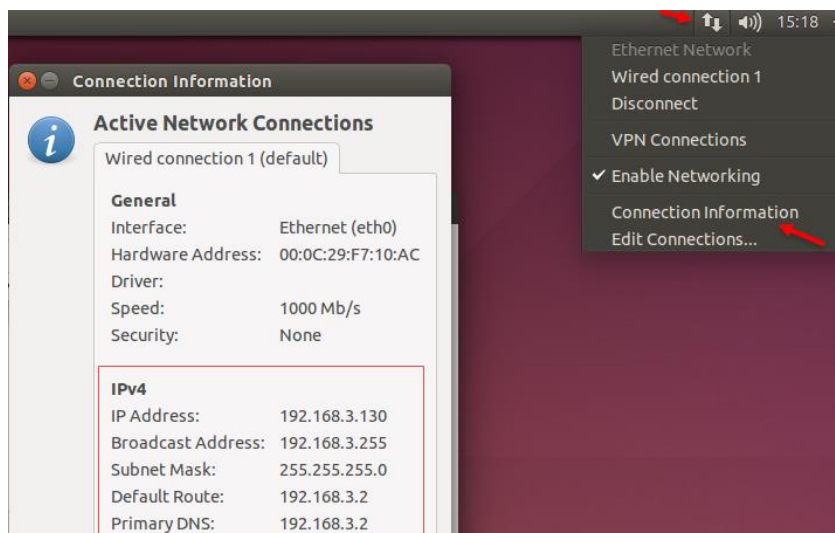 15:18
Ethernet Network
Wired connection 1
Disconnect
VPN Connections
✓ Enable Networking
Connection Information
Edit Connections...
Connection Information
Active Network Connections
Wired connection 1 (default)
General
Interface: Ethernet (eth0)
Hardware Address: 00:0C:29:F7:10:AC
Driver:
Speed: 1000 Mb/s
Security: None
IPv4
IP Address: 192.168.3.130
Broadcast Address: 192.168.3.255
Subnet Mask: 255.255.255.0
Default Route: 192.168.3.2
Primary DNS: 192.168.3.2